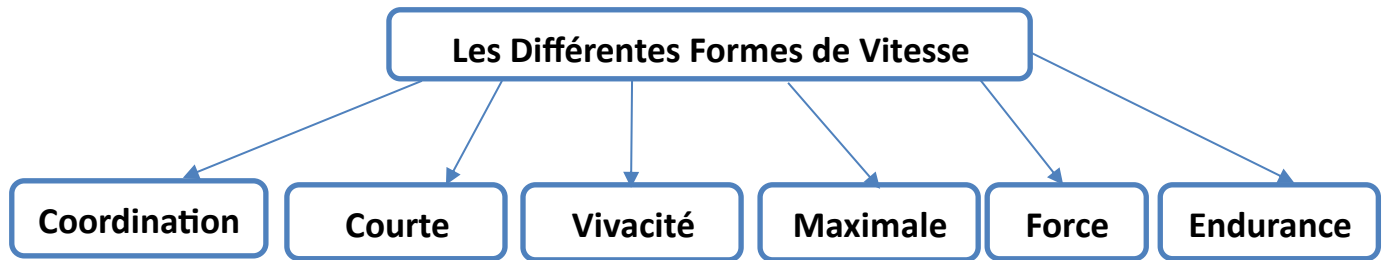 Les Différentes Formes de Vitesse
Coordination
Courte
Vivacité
Maximale
Force
Endurance